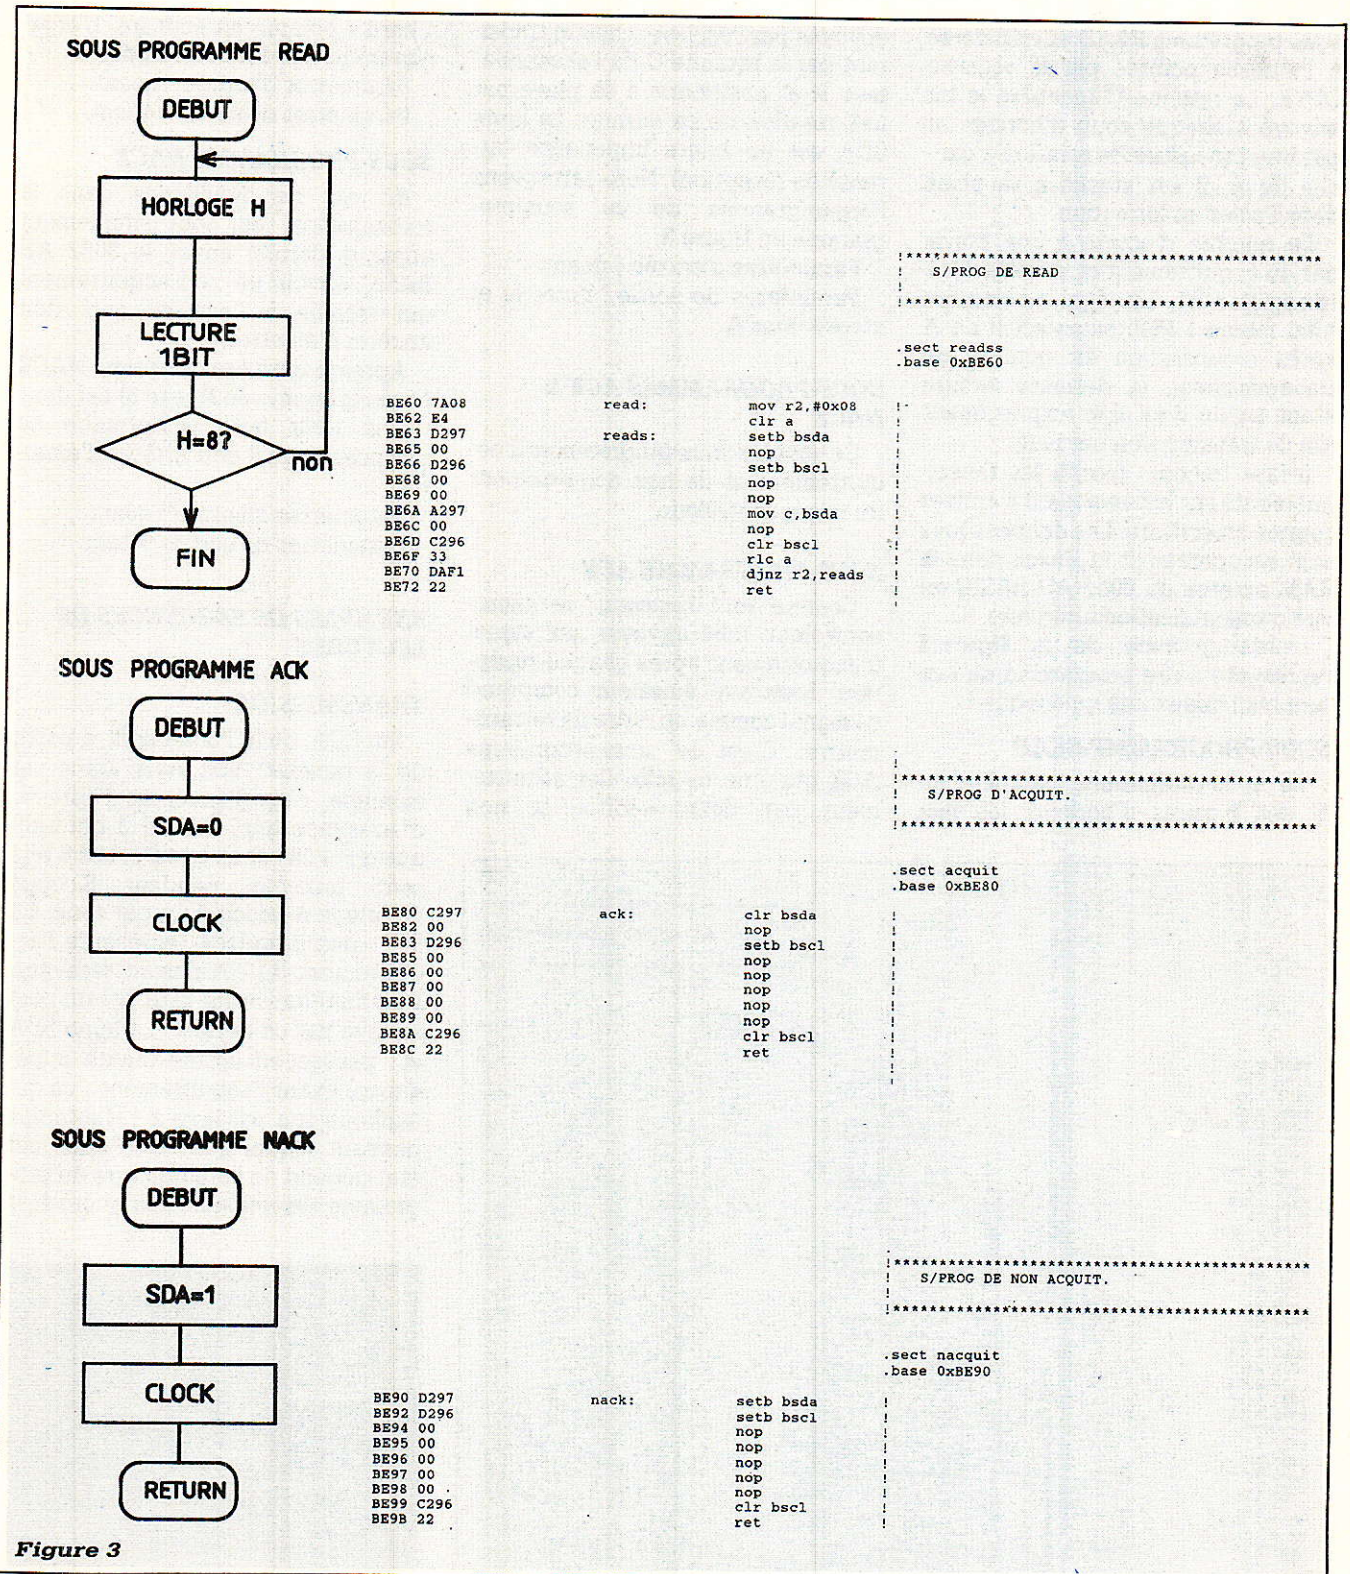 SOUS PROGRAMME READ
DEBUT
HORLOGE H
LECTURE
1BIT
H=8?
non
FIN
!**********************************************
! S/PROG DE READ
!
!**********************************************
.sect readss
.base 0xBE60
BE60 7A08 read: mov r2,#0x08 !
BE62 E4 clr a !
BE63 D297 reads: setb bsda !
BE65 00 nop !
BE66 D296 setb bscl !
BE68 00 nop !
BE69 00 nop !
BE6A A297 mov c,bsda !
BE6C 00 nop !
BE6D C296 clr bscl !
BE6F 33 rlc a !
BE70 DAF1 djnz r2,reads !
BE72 22 ret !
!
SOUS PROGRAMME ACK
DEBUT
SDA=0
CLOCK
RETURN
!
!**********************************************
! S/PROG D'ACQUIT.
!
!**********************************************
.sect acquit
.base 0xBE80
BE80 C297 ack: clr bsda !
BE82 00 nop !
BE83 D296 setb bscl !
BE85 00 nop !
BE86 00 nop !
BE87 00 nop !
BE88 00 nop !
BE89 00 nop !
BE8A C296 clr bscl !
BE8C 22 ret !
!
!
SOUS PROGRAMME NACK
DEBUT
SDA=1
CLOCK
RETURN
!**********************************************
! S/PROG DE NON ACQUIT.
!
!**********************************************
.sect nacquit
.base 0xBE90
BE90 D297 nack: setb bsda !
BE92 D296 setb bscl !
BE94 00 nop !
BE95 00 nop !
BE96 00 nop !
BE97 00 nop !
BE98 00 nop !
BE99 C296 clr bscl !
BE9B 22 ret !
Figure 3